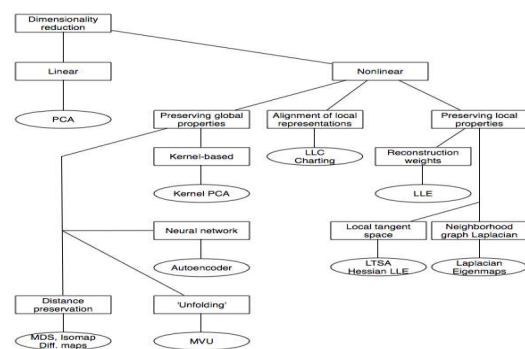 Dimensionality
reduction
Linear
Nonlinear
PCA
Preserving global
properties
Alignment of local
representations
Preserving local
properties
Kernel-based
LLC
Charting
Reconstruction
weights
Kernel PCA
LLE
Neural network
Local tangent
space
Neighborhood
graph Laplacian
Autoencoder
LTSA
Hessian LLE
Laplacian
Eigenmaps
Distance
preservation
'Unfolding'
MDS, Isomap
Diff. maps
MVU